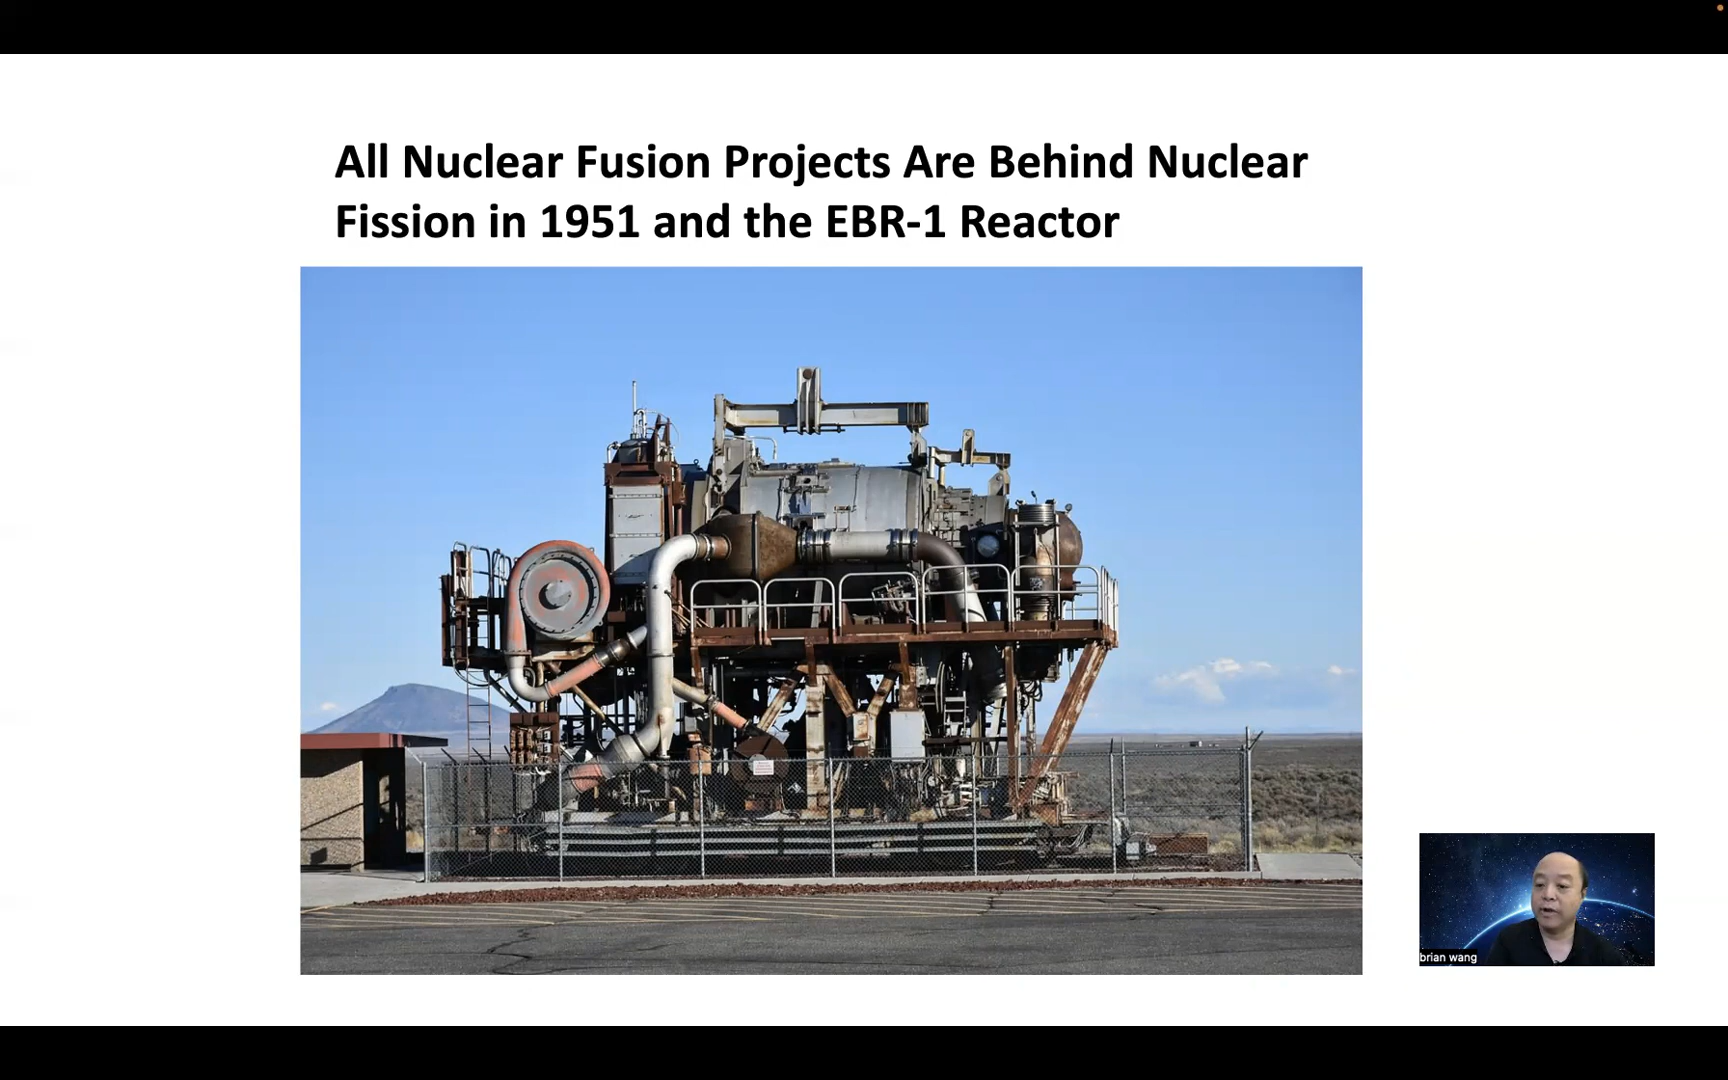 All Nuclear Fusion Projects Are Behind Nuclear
Fission in 1951 and the EBR-1 Reactor
brian wang